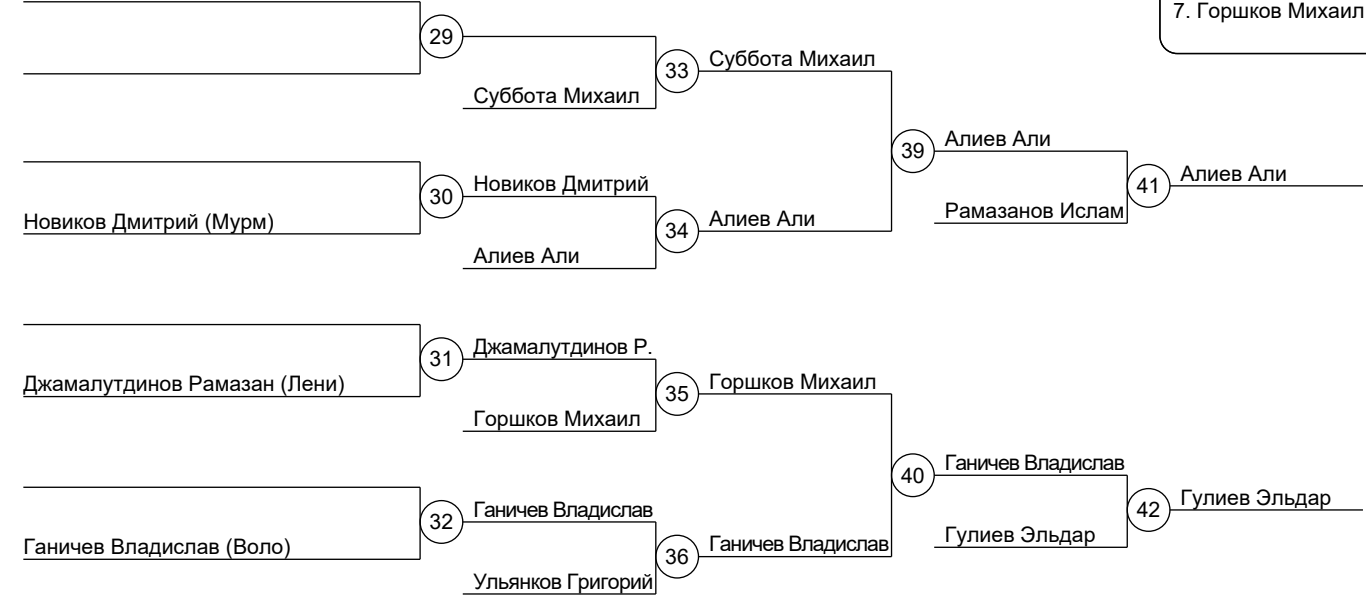 7. Горшков Михаил
29
Суббота Михаил
33
Суббота Михаил
Алиев Али
39
Новиков Дмитрий
30
Алиев Али
41
Новиков Дмитрий (Мурм)
Рамазанов Ислам
34
Алиев Али
Алиев Али
Джамалутдинов Р.
31
Джамалутдинов Рамазан (Лени)
Горшков Михаил
35
Горшков Михаил
Ганичев Владислав
40
Ганичев Владислав
32
Гулиев Эльдар
42
Ганичев Владислав (Воло)
Гулиев Эльдар
Ганичев Владислав
36
Ульянков Григорий